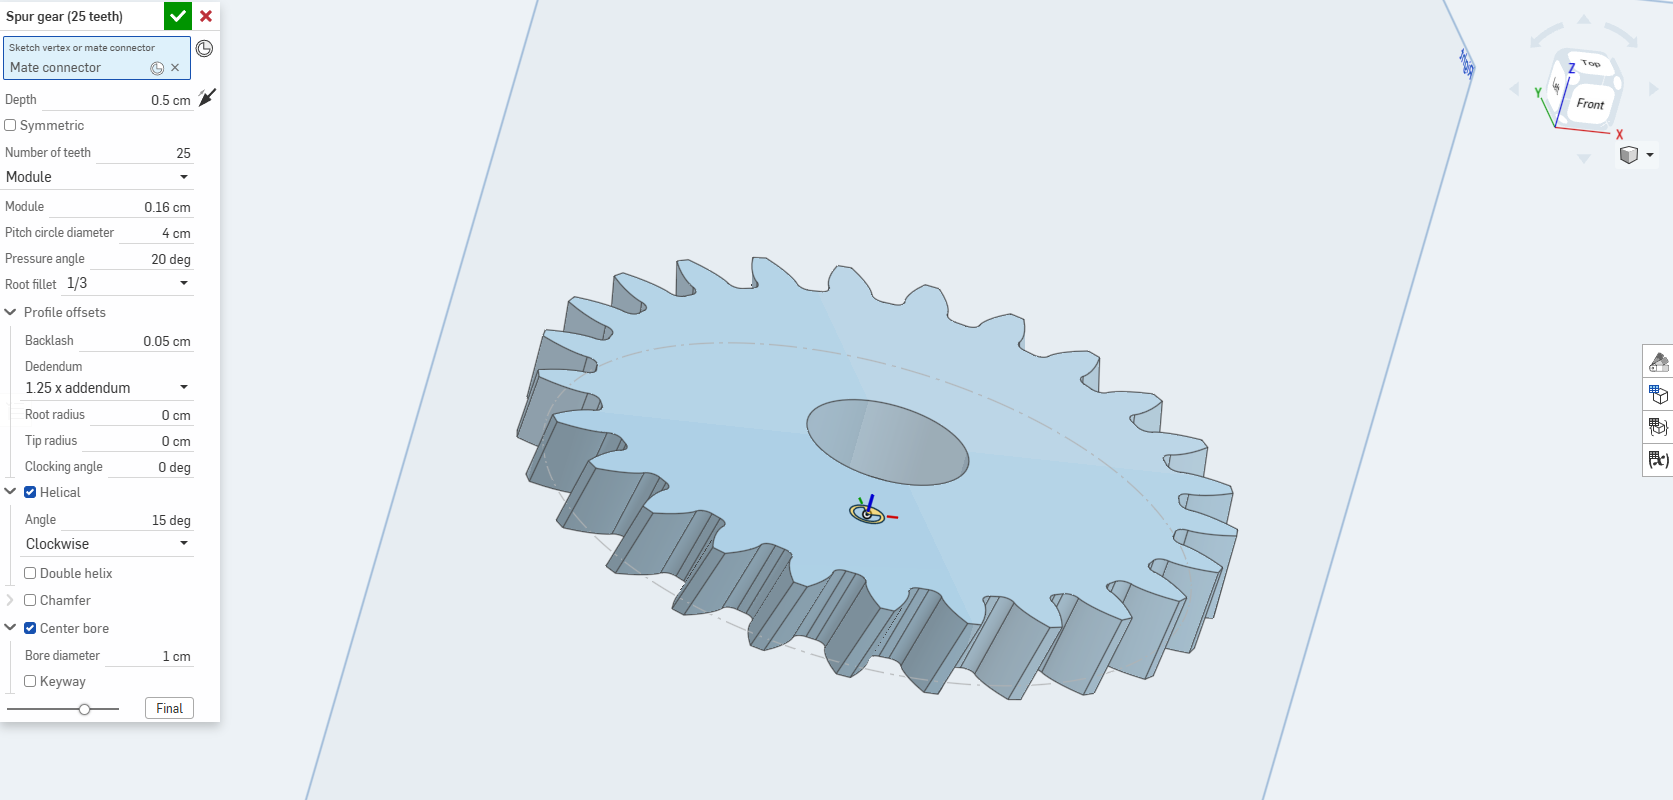 Spur gear (25 teeth)
Sketch vertex or mate connector
Mate connector
Depth 0.5 cm
Symmetric
Number of teeth 25
Module
Module 0.16 cm
Pitch circle diameter 4 cm
Pressure angle 20 deg
Root fillet 1/3
Profile offsets
Backlash 0.05 cm
Dedendum
1.25 x addendum
Root radius 0 cm
Tip radius 0 cm
Clocking angle 0 deg
Helical
Angle 15 deg
Clockwise
Double helix
Chamfer
Center bore
Bore diameter 1 cm
Keyway
Final
Top
Z
Y
Front
X
(x)